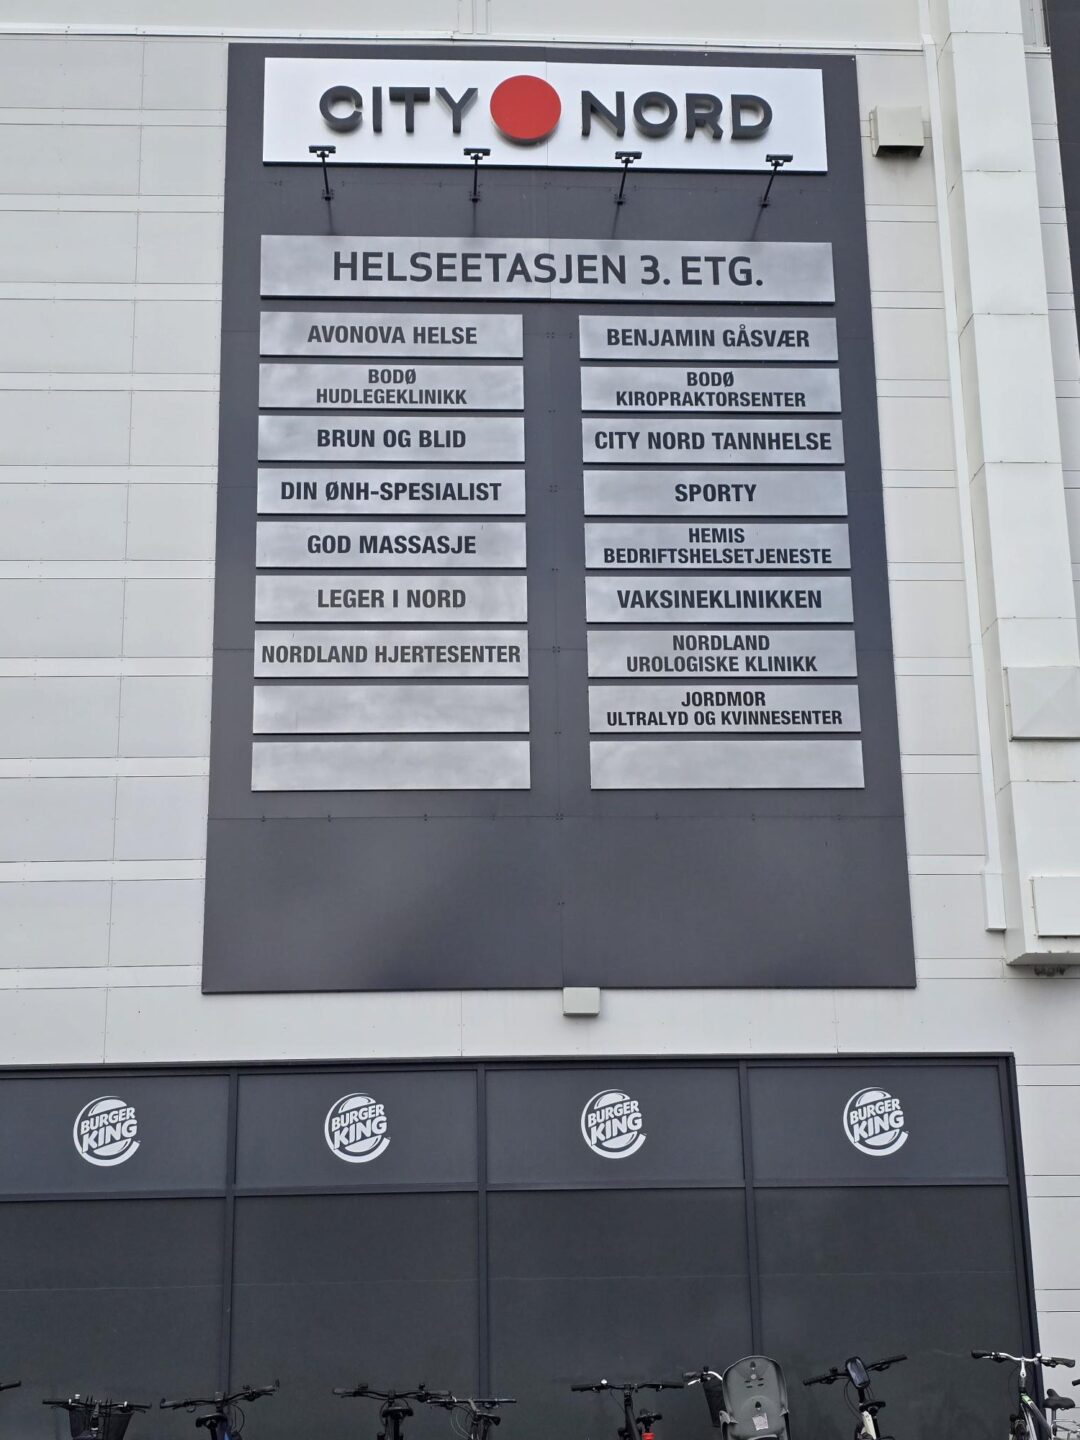 CITY NORD
HELSEETASJEN 3. ETG.
AVONOVA HELSE
BODØ
HUDLEGEKLINIKK
BRUN OG BLID
DIN ØNH-SPESIALIST
GOD MASSASJE
LEGER I NORD
NORDLAND HJERTESENTER
BENJAMIN GÅSVÆR
BODØ
KIROPRAKTORSENTER
CITY NORD TANNHELSE
SPORTY
HEMIS
BEDRIFTSHELSETJENESTE
VAKSINEKLINIKKEN
NORDLAND
UROLOGISKE KLINIKK
JORDMOR
ULTRALYD OG KVINNESENTER
BURGER
KING
BURGER
KING
BURGER
KING
BURGER
KING